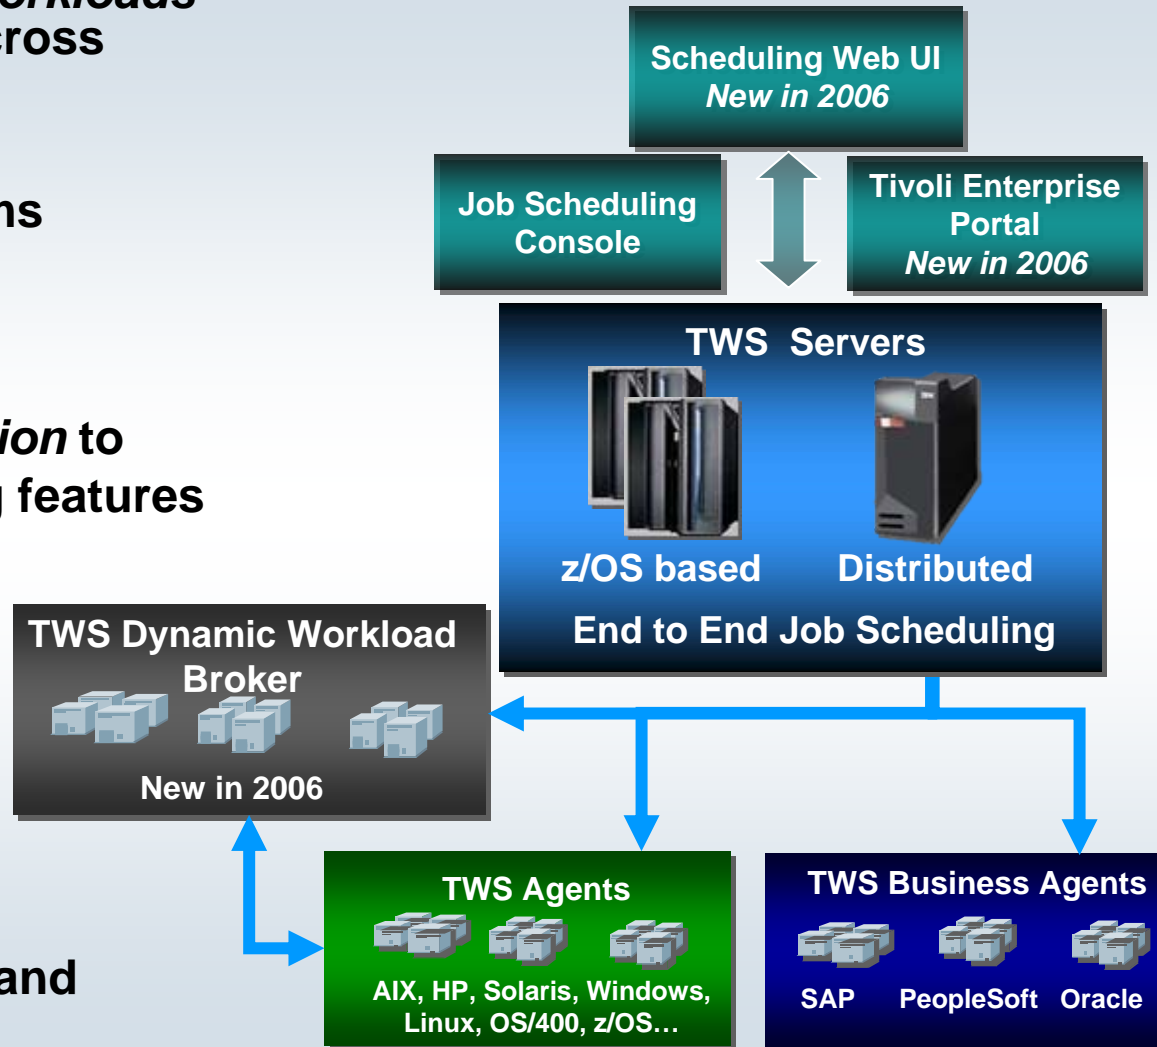 orkloads
cross
ns
ion to
g features
and
Scheduling Web UI
New in 2006
Job Scheduling
Console
Tivoli Enterprise
Portal
New in 2006
TWS Servers
z/OS based
Distributed
End to End Job Scheduling
TWS Dynamic Workload
Broker
New in 2006
TWS Agents
AIX, HP, Solaris, Windows,
Linux, OS/400, z/OS…
TWS Business Agents
SAP
PeopleSoft
Oracle